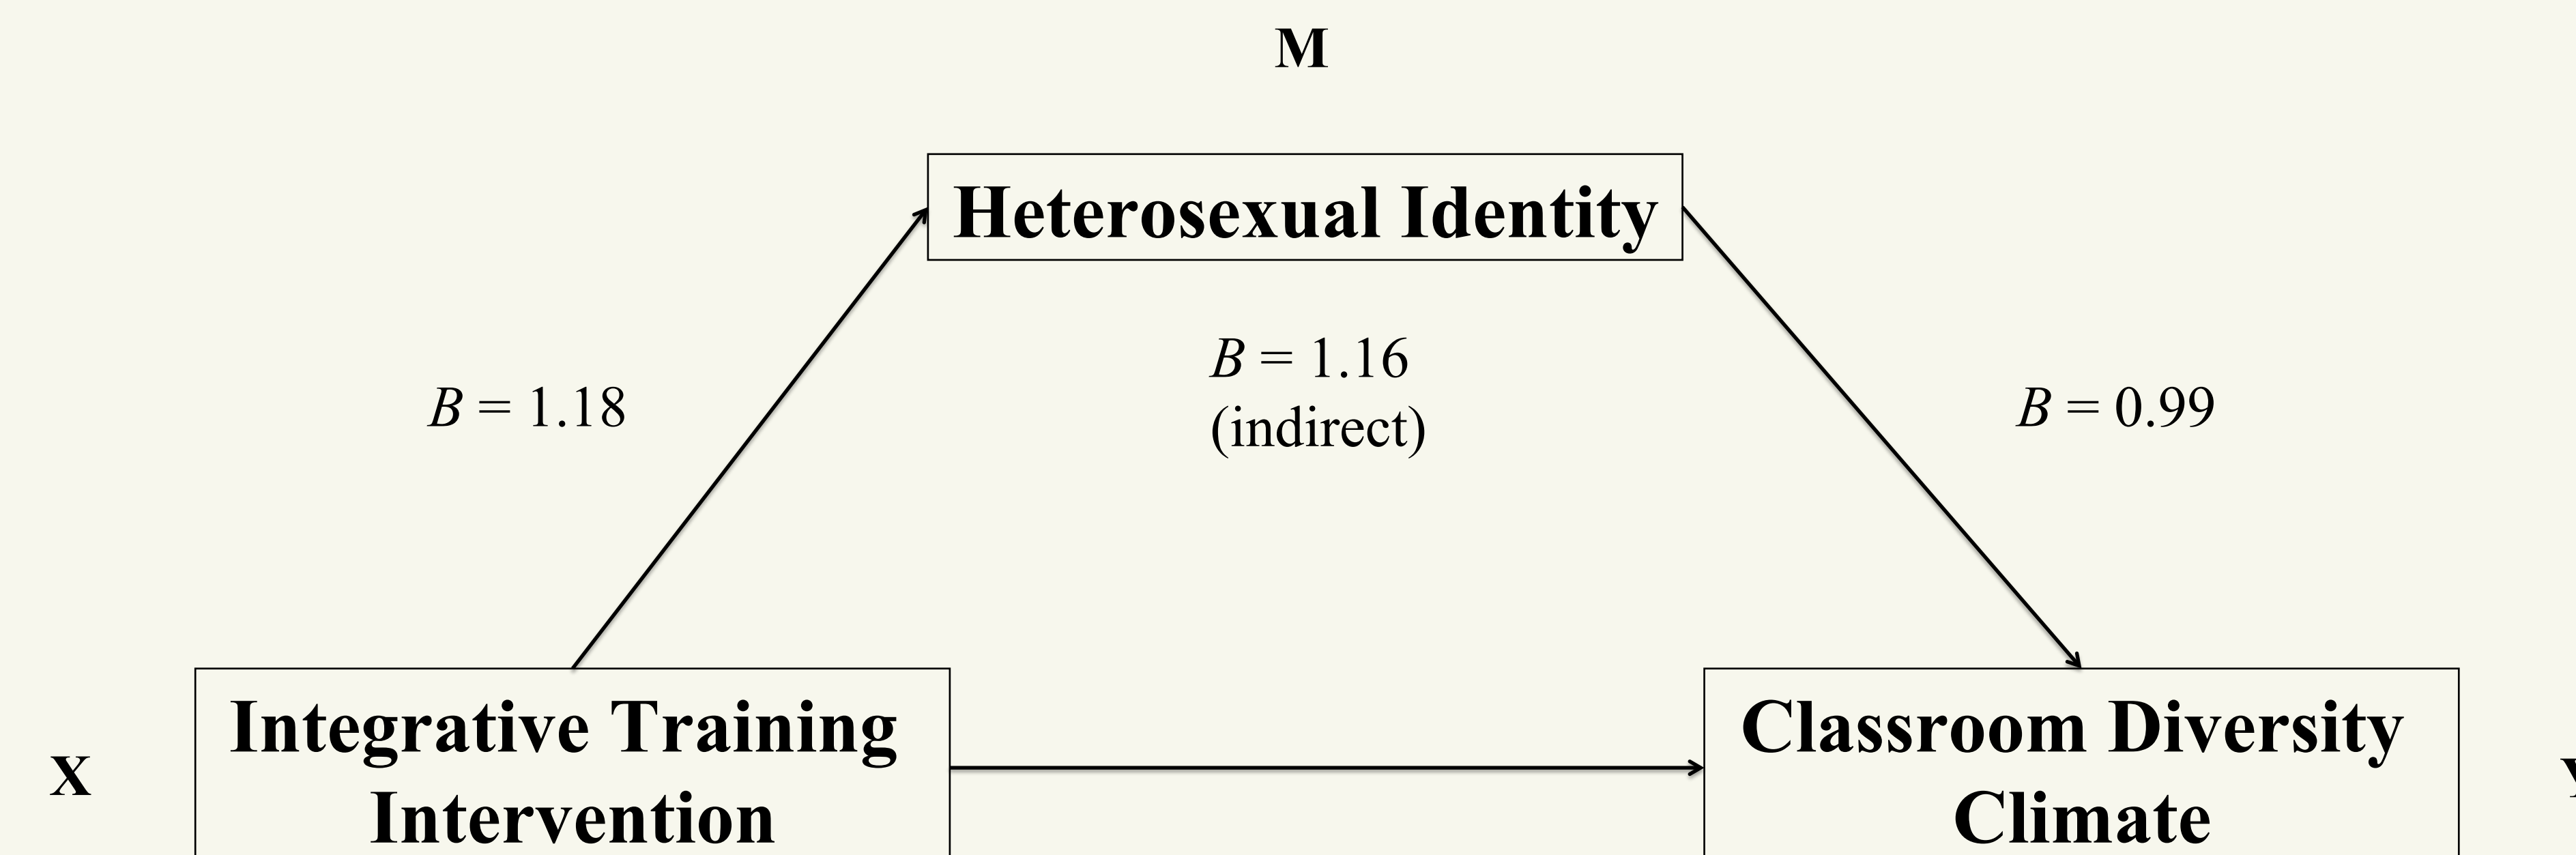 M
Heterosexual Identity
B = 1.16
(indirect)
B = 1.18
B = 0.99
X
Integrative Training
Intervention
Classroom Diversity
Climate